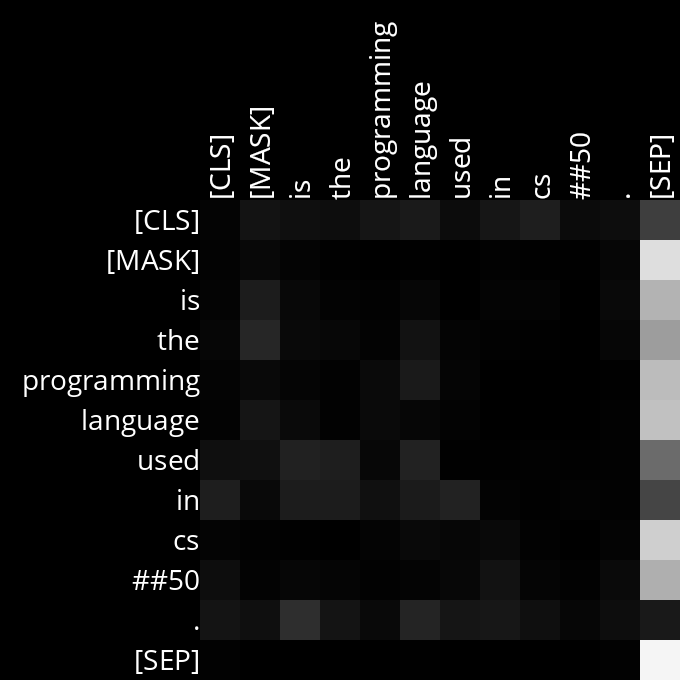 [CLS]
[MASK]
is
the
programming
language
used
in
cs
##50
.
[SEP]
[CLS]
[MASK]
is
the
programming
language
used
in
cs
##50
.
[SEP]